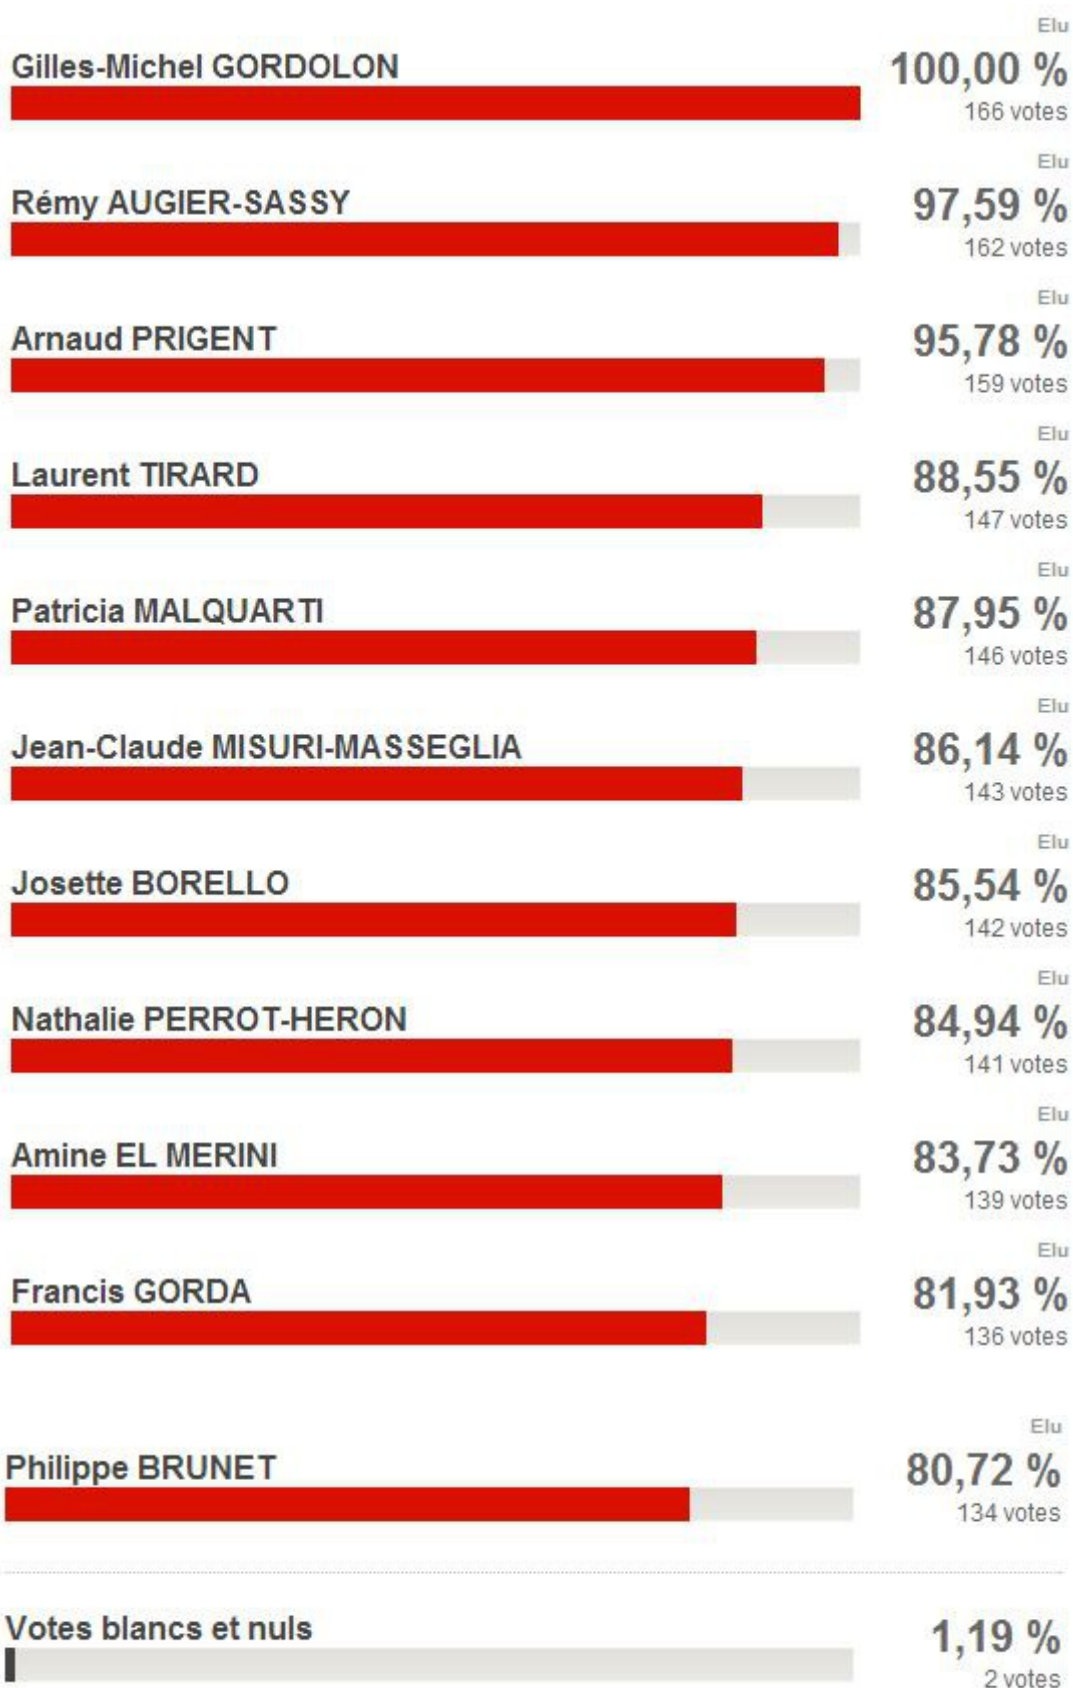 Elu
Gilles-Michel GORDOLON
100,00 %
166 votes
Elu
Rémy AUGIER-SASSY
97,59 %
162 votes
Elu
Arnaud PRIGENT
95,78 %
159 votes
Elu
Laurent TIRARD
88,55 %
147 votes
Elu
Patricia MALQUARTI
87,95 %
146 votes
Elu
Jean-Claude MISURI-MASSEGLIA
86,14 %
143 votes
Elu
Josette BORELLO
85,54 %
142 votes
Elu
Nathalie PERROT-HERON
84,94 %
141 votes
Elu
Amine EL MERINI
83,73 %
139 votes
Elu
Francis GORDA
81,93 %
136 votes
Elu
Philippe BRUNET
80,72 %
134 votes
Votes blancs et nuls
1,19 %
2 votes